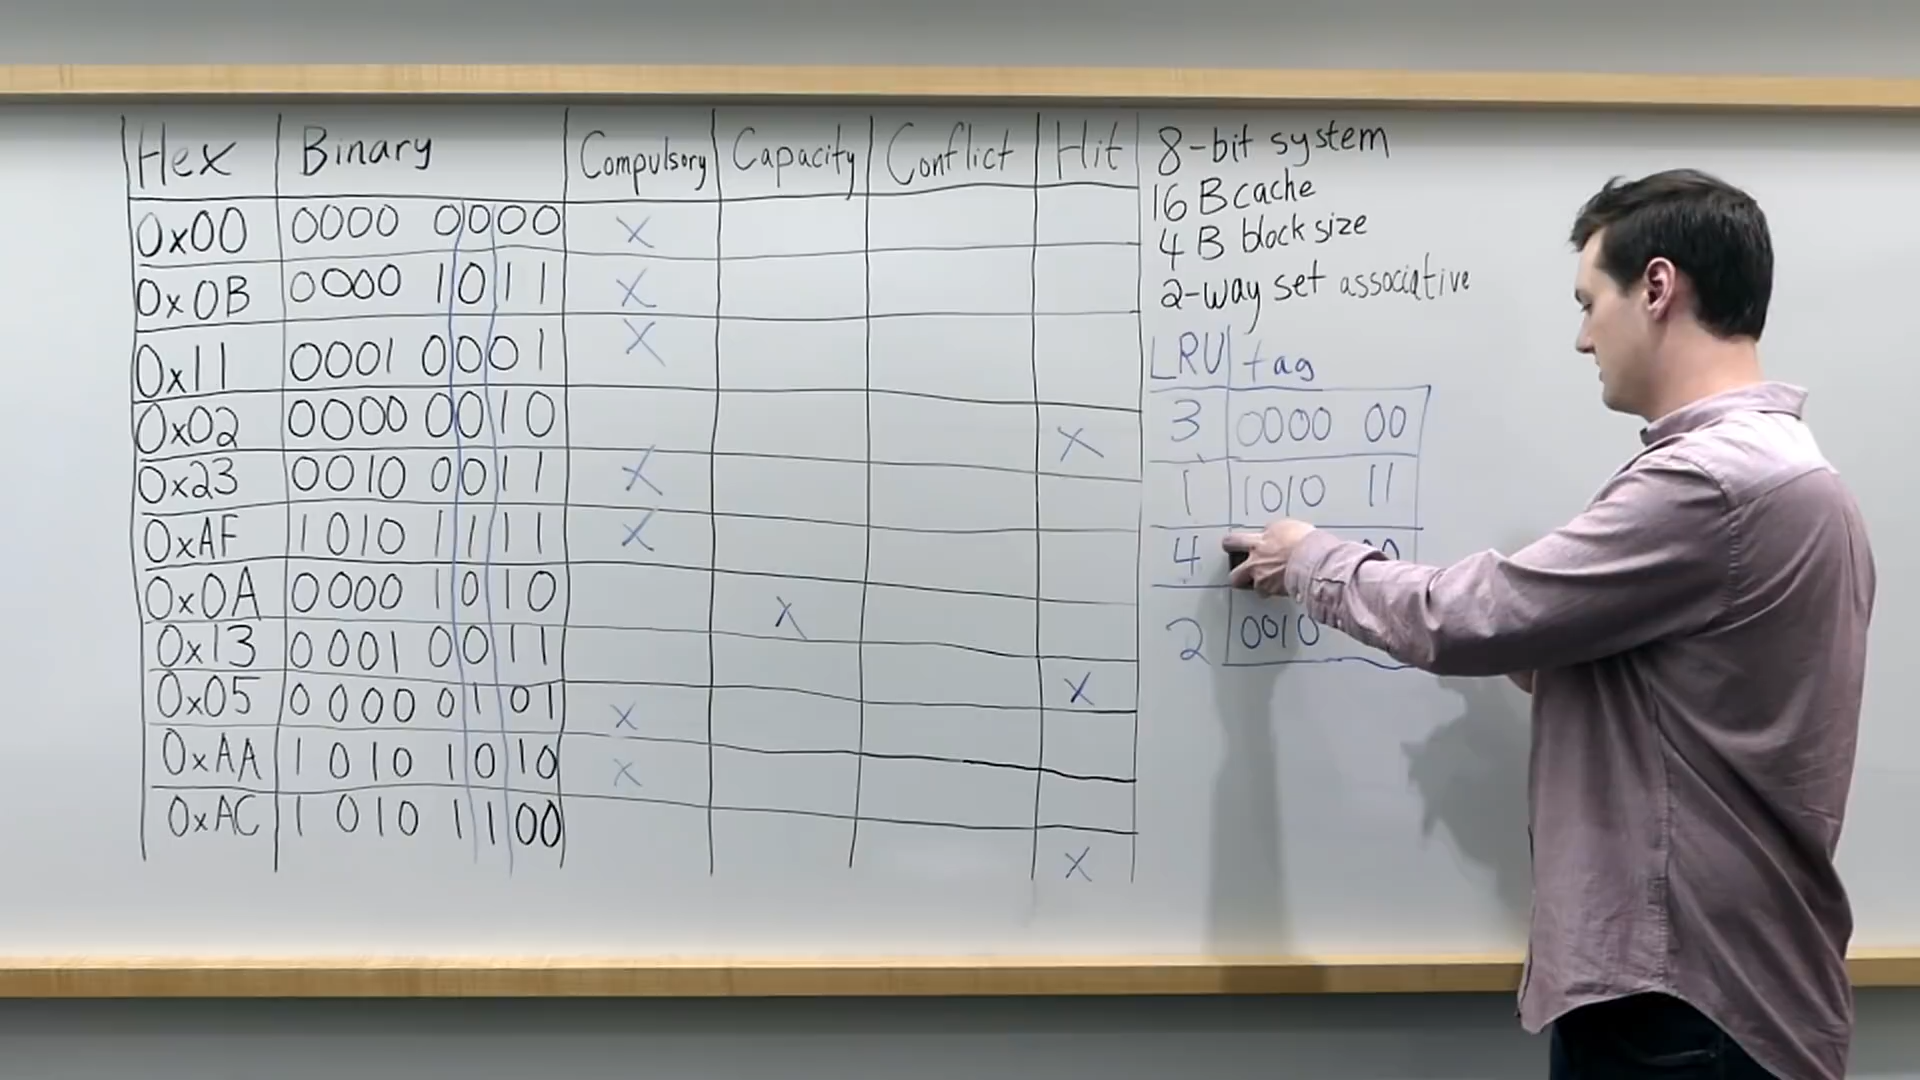 Hex Binary Compulsory Capacity Conflict Hit
0x00 0000 0000 X
0x0B 0000 1011 X
0x11 0001 0001 X
0x02 0000 0010 X
0x23 0010 0011 X
0xAF 1010 1111 X
0x0A 0000 1010 X
0x13 0001 0011 X
0x05 0000 0101 X
0xAA 1010 1010 X
0xAC 1010 1100 X
8-bit system
16 B cache
4 B block size
2-way set associative
LRU tag
3 0000 00
1 1010 11
4 00
2 0010